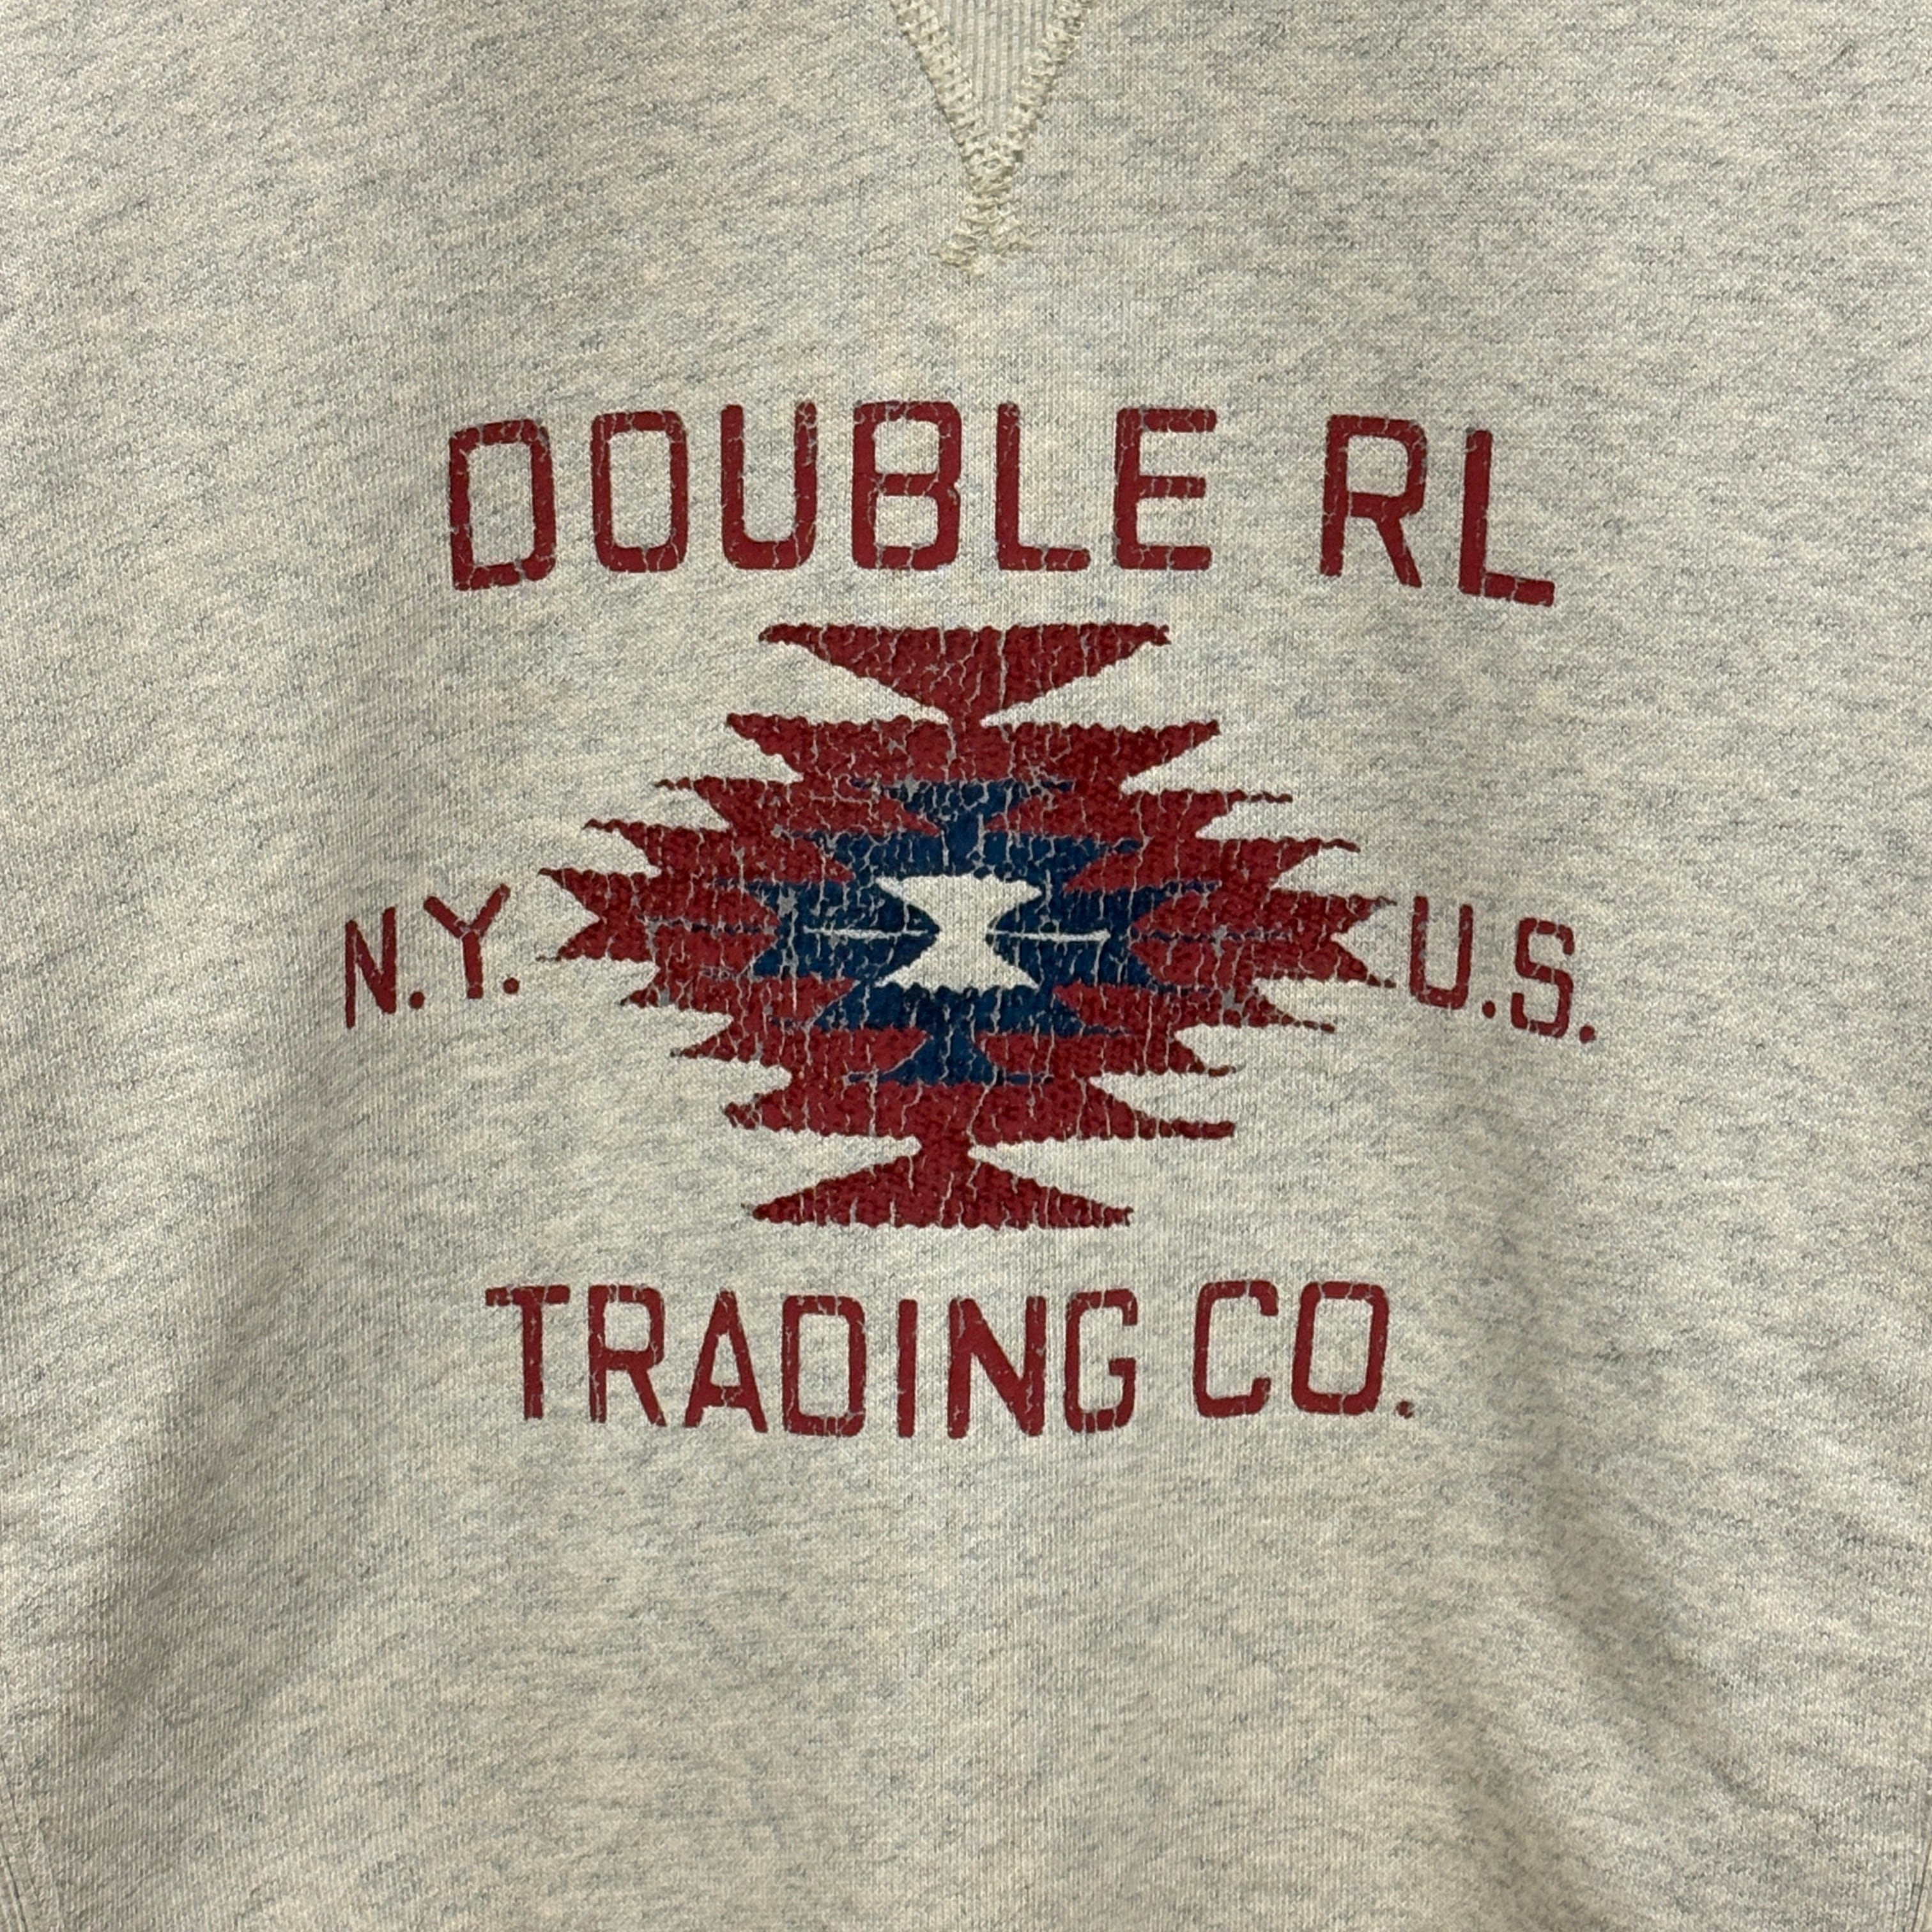 DOUBLE RL
N.Y. U.S.
TRADING CO.